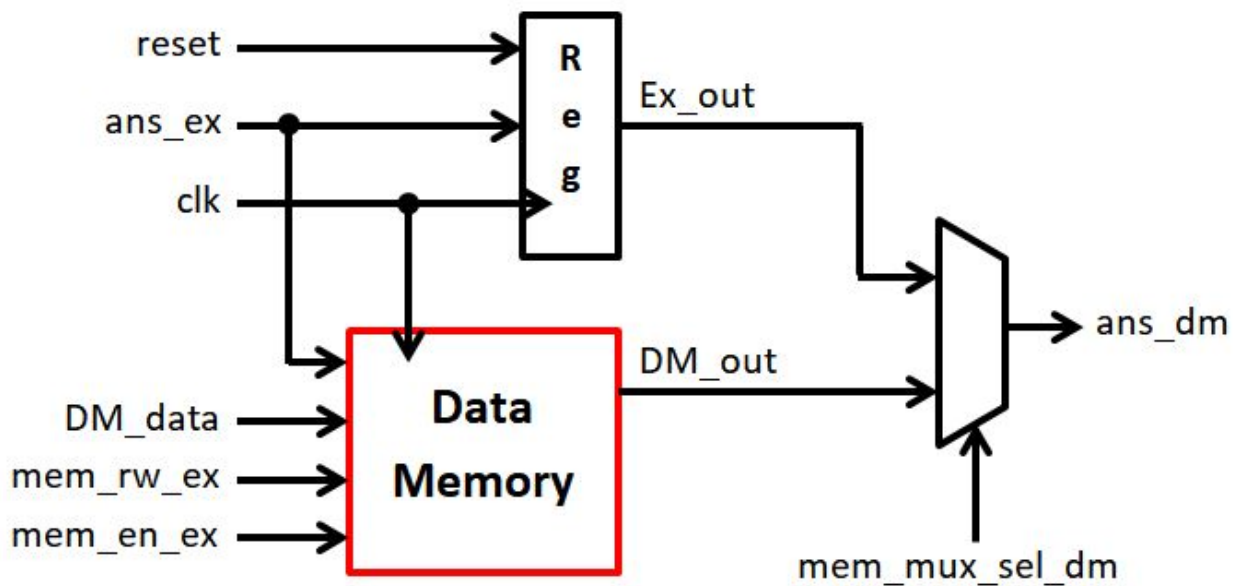 reset
R
e
g
ans_ex
Ex_out
clk
ans_dm
DM_out
Data
Memory
DM_data
mem_rw_ex
mem_en_ex
mem_mux_sel_dm